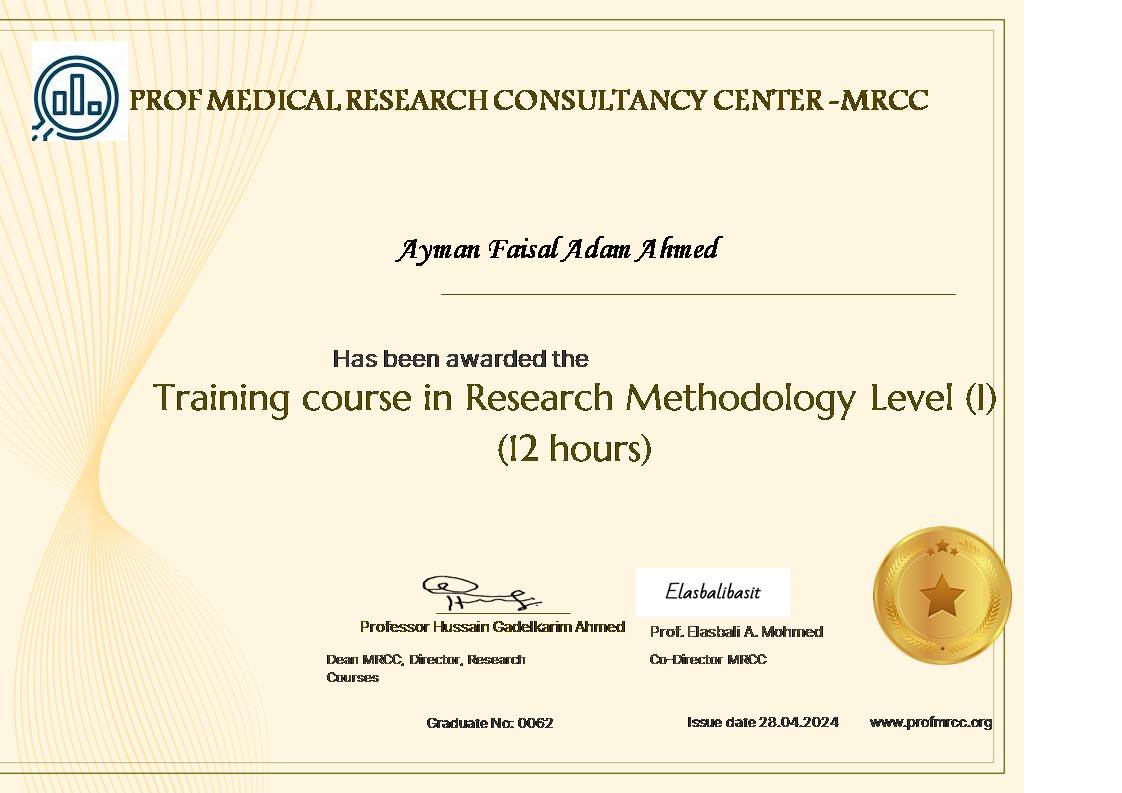 PROF MEDICAL RESEARCH CONSULTANCY CENTER -MRCC
Ayman Faisal Adam Ahmed
Has been awarded the
Training course in Research Methodology Level (I)
(12 hours)
Elasbalibasit
Professor Hussain Gadelkarim Ahmed
Prof. Elasbali A. Mohmed
Dean MRCC, Director, Research
Courses
Co-Director MRCC
Graduate No: 0062
Issue date 28.04.2024
www.profmrcc.org